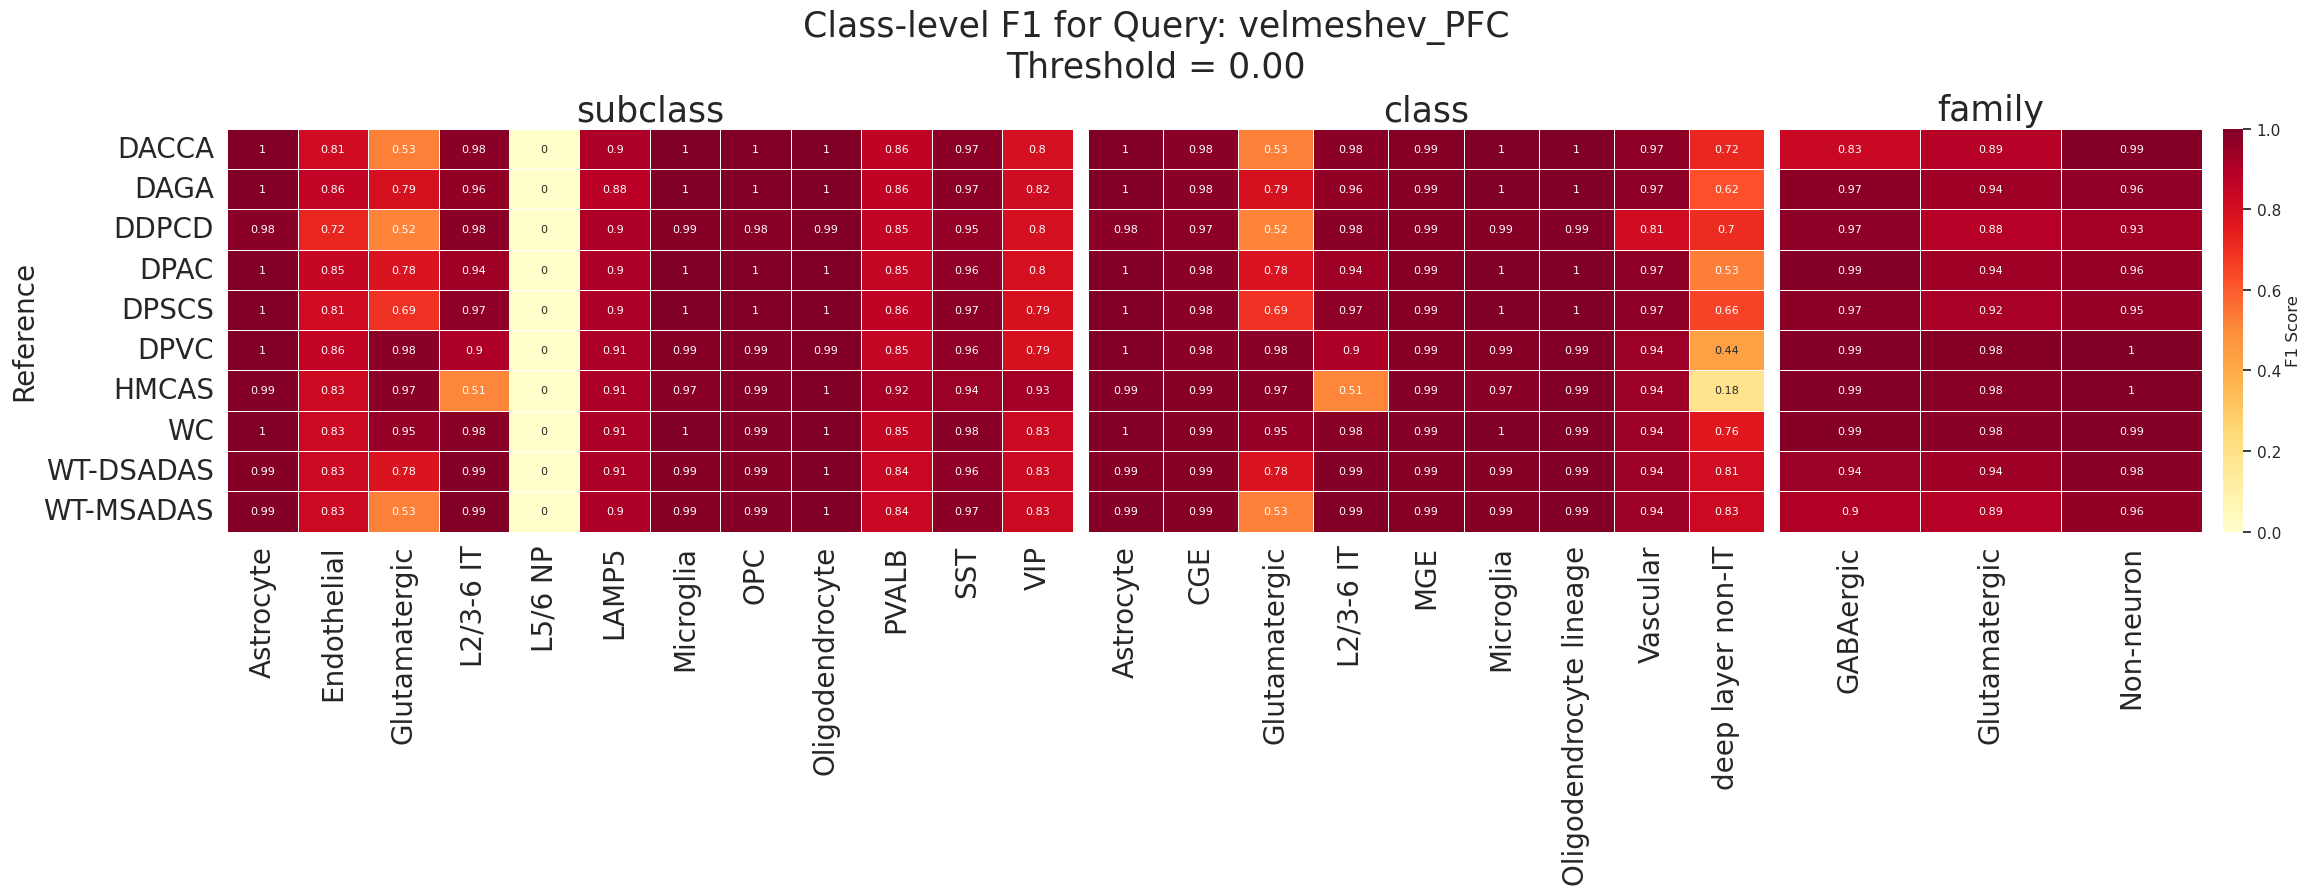 Class-level F1 for Query: velmeshev_PFC
Threshold = 0.00
subclass class family
Reference
DACCA 1 0.81 0.53 0.98 0 0.9 1 1 1 0.86 0.97 0.8 1 0.98 0.53 0.98 0.99 1 1 0.97 0.72 0.83 0.89 0.99
DAGA 1 0.86 0.79 0.96 0 0.88 1 1 1 0.86 0.97 0.82 1 0.98 0.79 0.96 0.99 1 1 0.97 0.62 0.97 0.94 0.96
DDPCD 0.98 0.72 0.52 0.98 0 0.9 0.99 0.98 0.99 0.85 0.95 0.8 0.98 0.97 0.52 0.98 0.99 0.99 0.99 0.81 0.7 0.97 0.88 0.93
DPAC 1 0.85 0.78 0.94 0 0.9 1 1 1 0.85 0.96 0.8 1 0.98 0.78 0.94 0.99 1 1 0.97 0.53 0.99 0.94 0.96
DPSCS 1 0.81 0.69 0.97 0 0.9 1 1 1 0.86 0.97 0.79 1 0.98 0.69 0.97 0.99 1 1 0.97 0.66 0.97 0.92 0.95
DPVC 1 0.86 0.98 0.9 0 0.91 0.99 0.99 0.99 0.85 0.96 0.79 1 0.98 0.98 0.9 0.99 0.99 0.99 0.94 0.44 0.99 0.98 1
HMCAS 0.99 0.83 0.97 0.51 0 0.91 0.97 0.99 1 0.92 0.94 0.93 0.99 0.99 0.97 0.51 0.99 0.97 0.99 0.94 0.18 0.99 0.98 1
WC 1 0.83 0.95 0.98 0 0.91 1 0.99 1 0.85 0.98 0.83 1 0.99 0.95 0.98 0.99 1 0.99 0.94 0.76 0.99 0.98 0.99
WT-DSADAS 0.99 0.83 0.78 0.99 0 0.91 0.99 0.99 1 0.84 0.96 0.83 0.99 0.99 0.78 0.99 0.99 0.99 0.99 0.94 0.81 0.94 0.94 0.98
WT-MSADAS 0.99 0.83 0.53 0.99 0 0.9 0.99 0.99 1 0.84 0.97 0.83 0.99 0.99 0.53 0.99 0.99 0.99 0.99 0.94 0.83 0.9 0.89 0.96
Astrocyte
Endothelial
Glutamatergic
L2/3-6 IT
L5/6 NP
LAMP5
Microglia
OPC
Oligodendrocyte
PVALB
SST
VIP
Astrocyte
CGE
Glutamatergic
L2/3-6 IT
MGE
Microglia
Oligodendrocyte lineage
Vascular
deep layer non-IT
GABAergic
Glutamatergic
Non-neuron
1.0
0.8
0.6
0.4
0.2
0.0
F1 Score